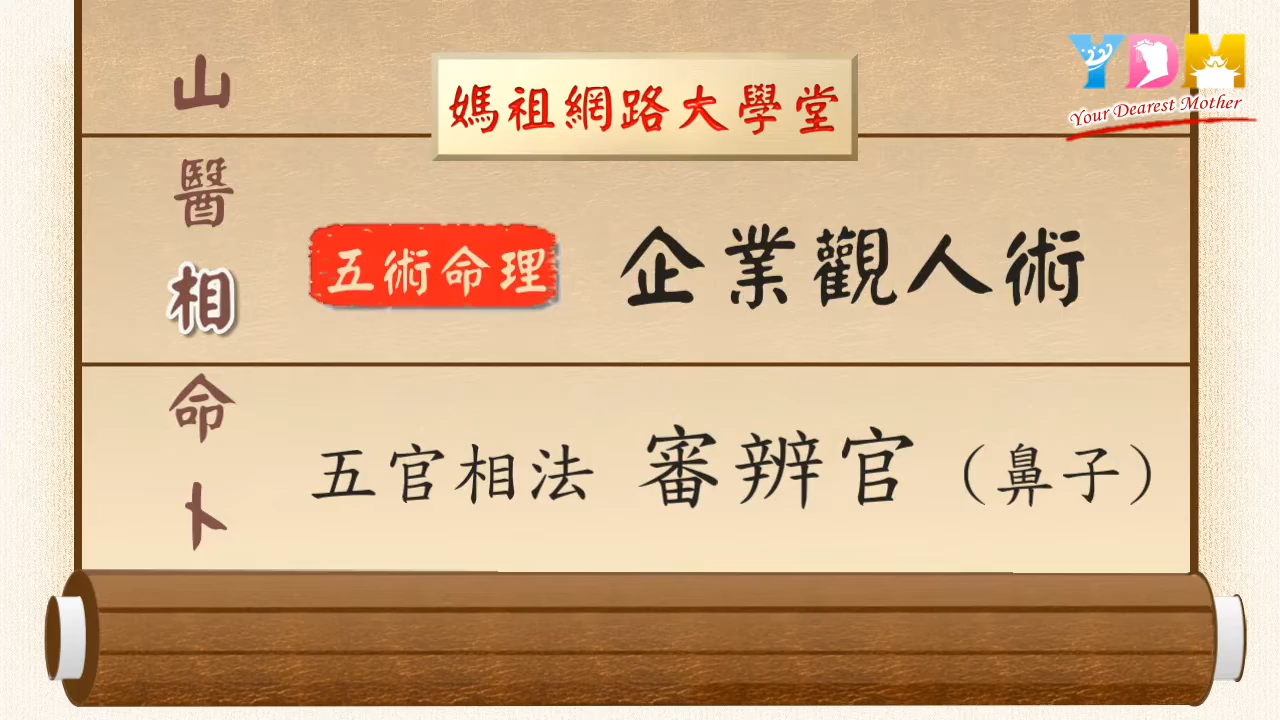 媽祖網路大學堂
YDM
Your Dearest Mother
山
醫
相
命
卜
五術命理 企業觀人術
五官相法 審辨官（鼻子）